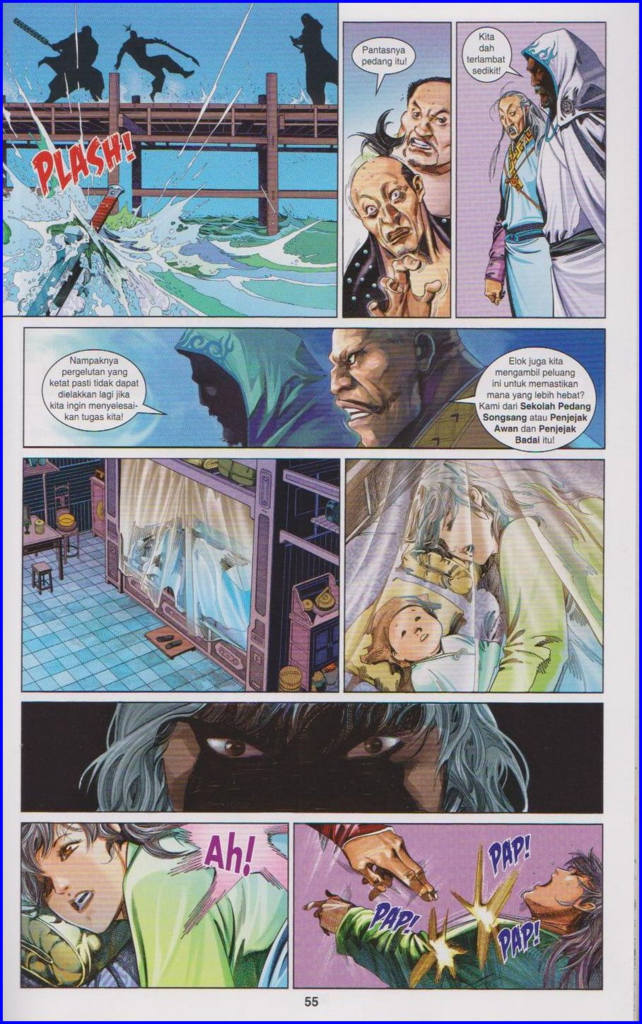 PLASH!
Pantasnya
pedang itu!
Kita
dah
terlambat
sedikit!
Nampaknya
pergelutan yang
ketat pasti tidak dapat
dielakkan lagi jika
kita ingin menyelesai-
kan tugas kita!
Elok juga kita
mengambil peluang
ini untuk memastikan
mana yang lebih hebat?
Kami dari Sekolah Pedang
Songsang atau Penjejak
Awan dan Penjejak
Badai itu!
Ah!
PAP!
PAP!
PAP!
55